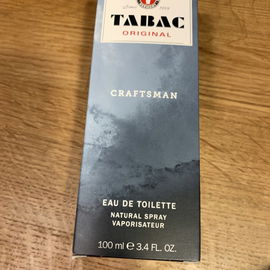 TABAC
ORIGINAL
CRAFTSMAN
EAU DE TOILETTE
NATURAL SPRAY
VAPORISATEUR
100 ml ℮ 3.4 FL. OZ.